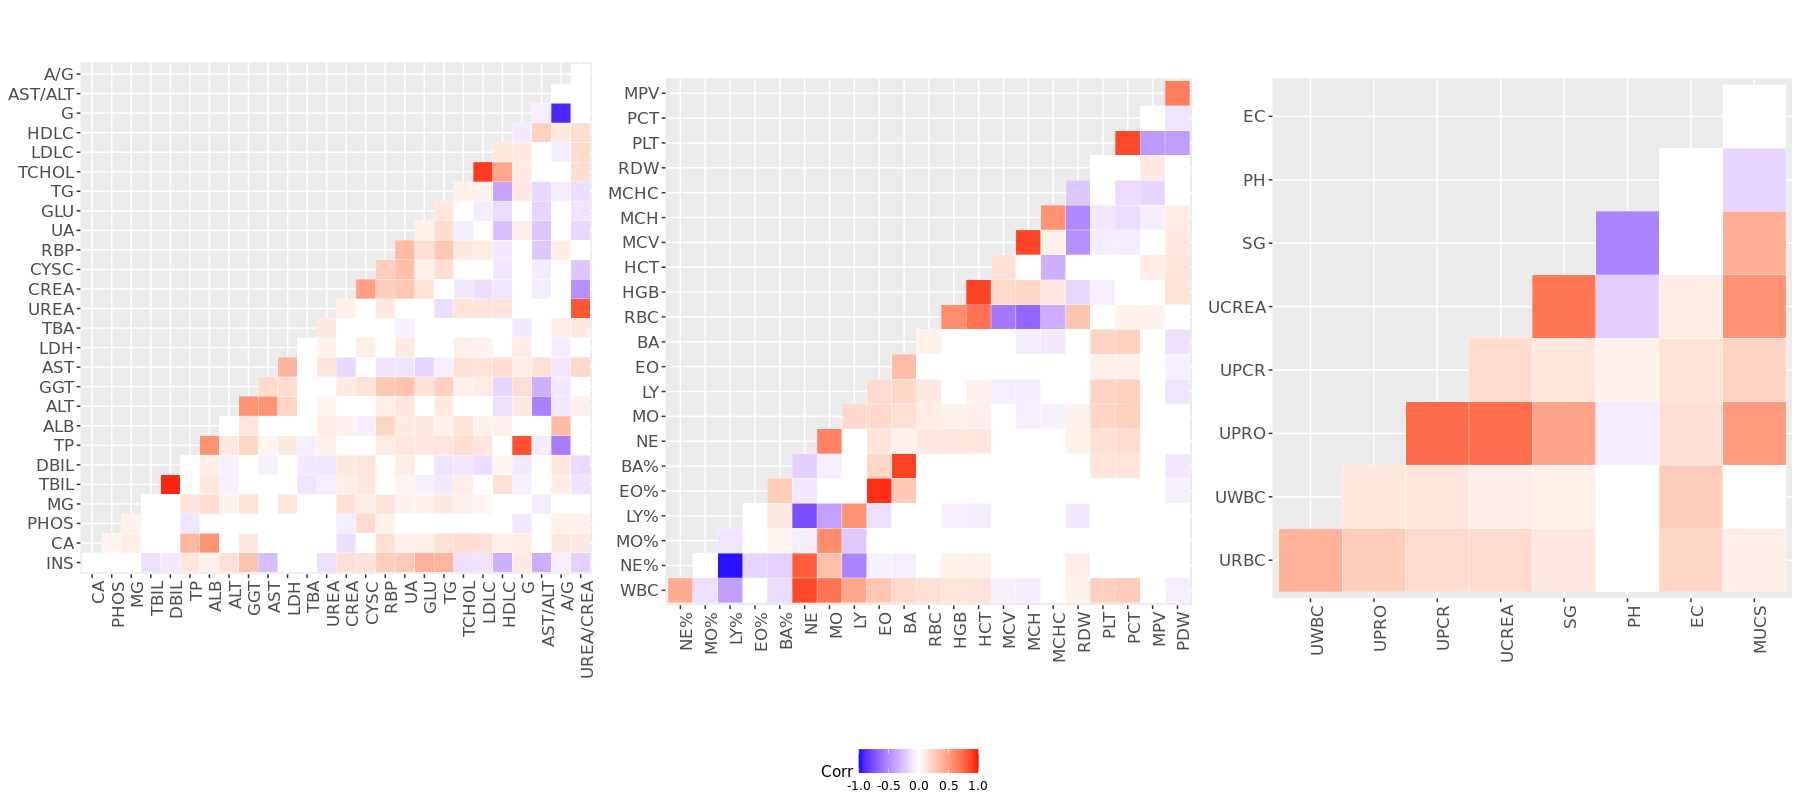 A/G
AST/ALT
G
HDLC
LDLC
TCHOL
TG
GLU
UA
RBP
CYSC
CREA
UREA
TBA
LDH
AST
GGT
ALT
ALB
TP
DBIL
TBIL
MG
PHOS
CA
INS
CA
PHOS
MG
TBIL
DBIL
TP
ALB
ALT
GGT
AST
LDH
TBA
UREA
CREA
CYSC
RBP
UA
GLU
TG
TCHOL
LDLC
HDLC
G
AST/ALT
A/G
UREA/CREA
MPV
PCT
PLT
RDW
MCHC
MCH
MCV
HCT
HGB
RBC
BA
EO
LY
MO
NE
BA%
EO%
LY%
MO%
NE%
WBC
NE%
MO%
LY%
EO%
BA%
NE
MO
LY
EO
BA
RBC
HGB
HCT
MCV
MCH
MCHC
RDW
PLT
PCT
MPV
PDW
EC
PH
SG
UCREA
UPCR
UPRO
UWBC
URBC
UWBC
UPRO
UPCR
UCREA
SG
PH
EC
MUCS
Corr
-1.0 -0.5 0.0 0.5 1.0